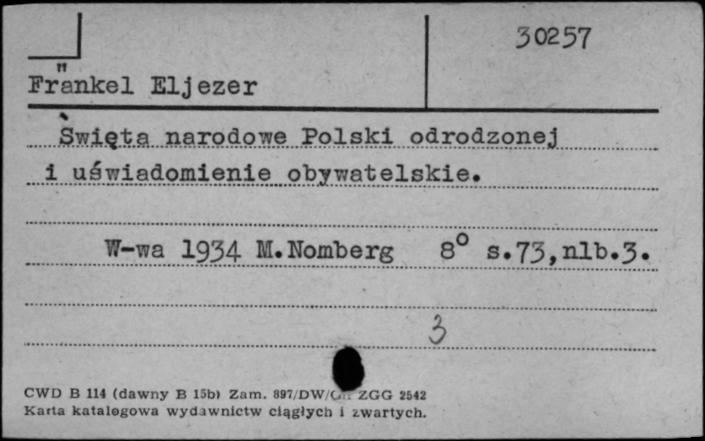 30257
Fränkel Eljezer
Święta narodowe Polski odrodzonej
i uświadomienie obywatelskie.
W-wa 1934 M.Nomberg 8° s.73,nlb.3.
3
CWD B 114 (dawny B 15b) Zam. 897/DW/ ZGG 2542
Karta katalogowa wydawnictw ciągłych i zwartych.